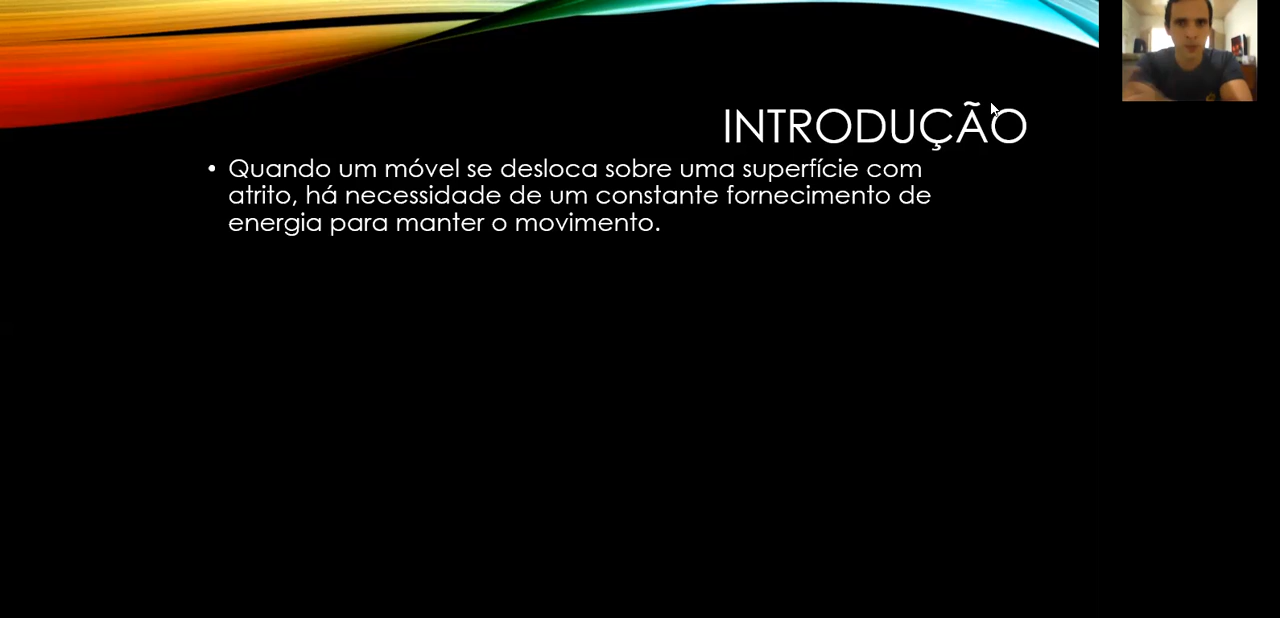 INTRODUÇÃO
• Quando um móvel se desloca sobre uma superfície com
atrito, há necessidade de um constante fornecimento de
energia para manter o movimento.